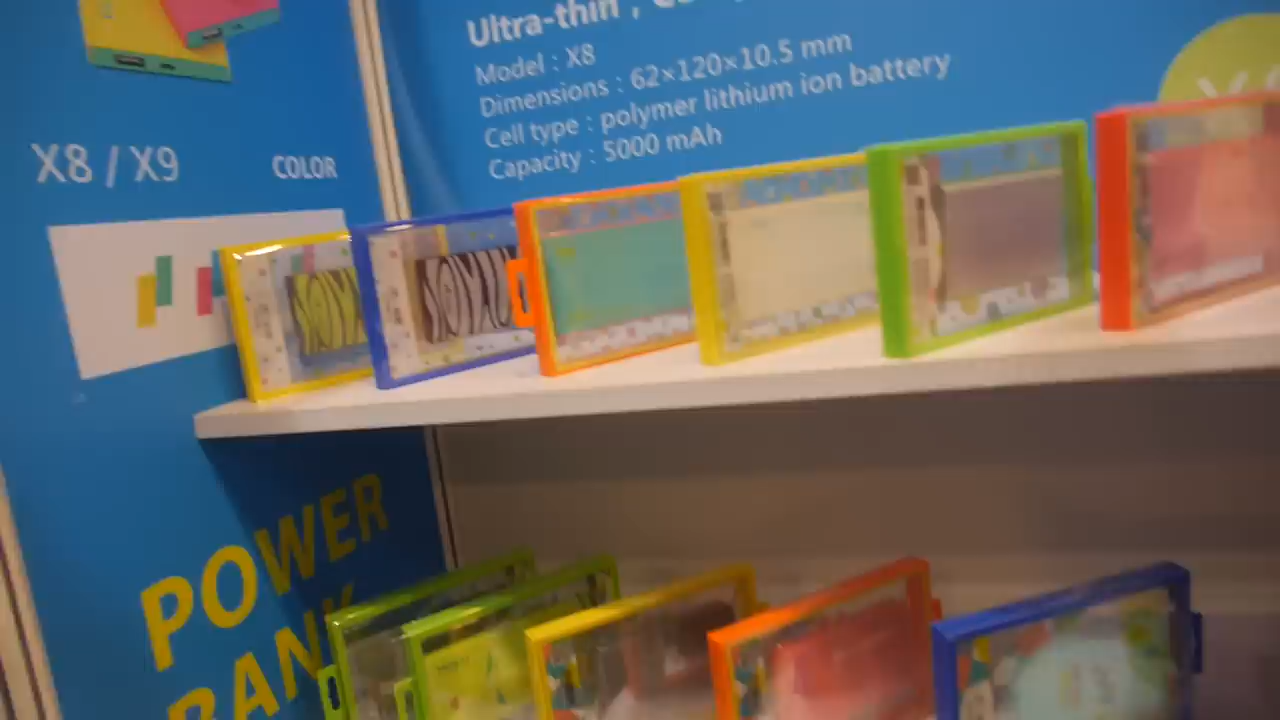 Ultra-thin ,
Model : X8
Dimensions : 62×120×10.5 mm
Cell type : polymer lithium ion battery
Capacity : 5000 mAh
X8 / X9
COLOR
POWER
BANK